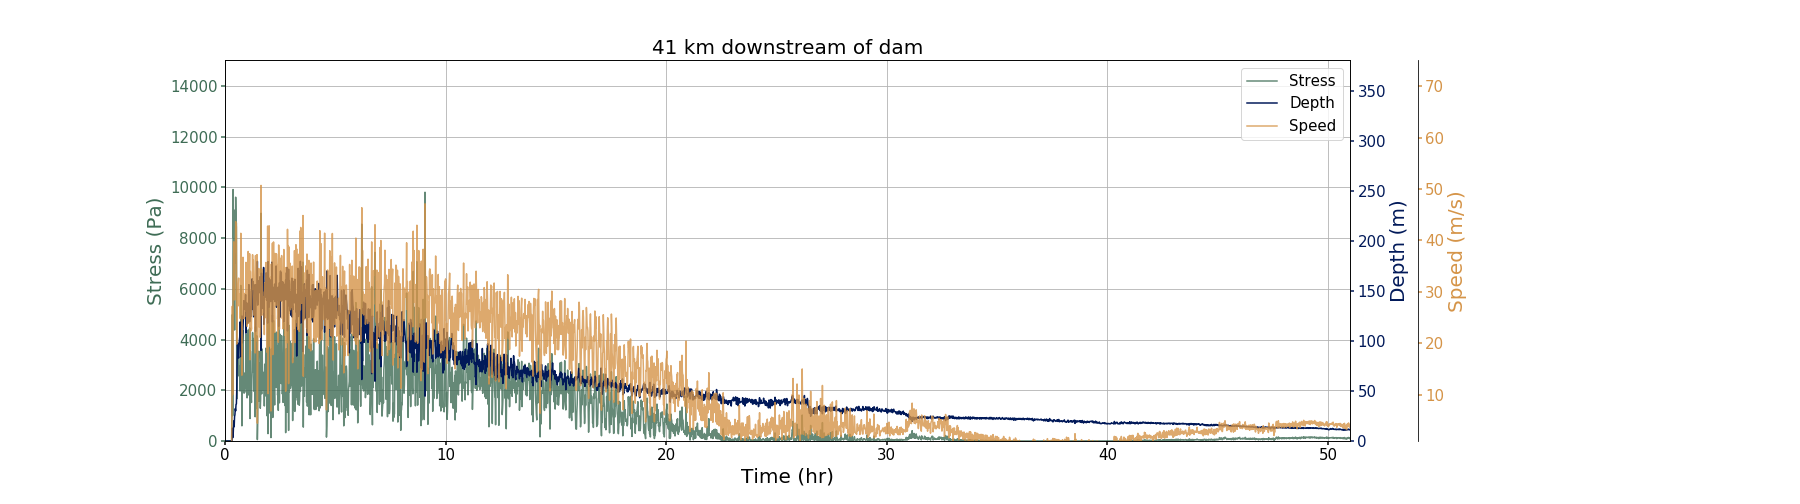 41 km downstream of dam
Stress (Pa)
14000
12000
10000
8000
6000
4000
2000
0
Stress
Depth
Speed
350
300
250
200
150
100
50
0
Depth (m)
70
60
50
40
30
20
10
Speed (m/s)
0 10 20 30 40 50
Time (hr)